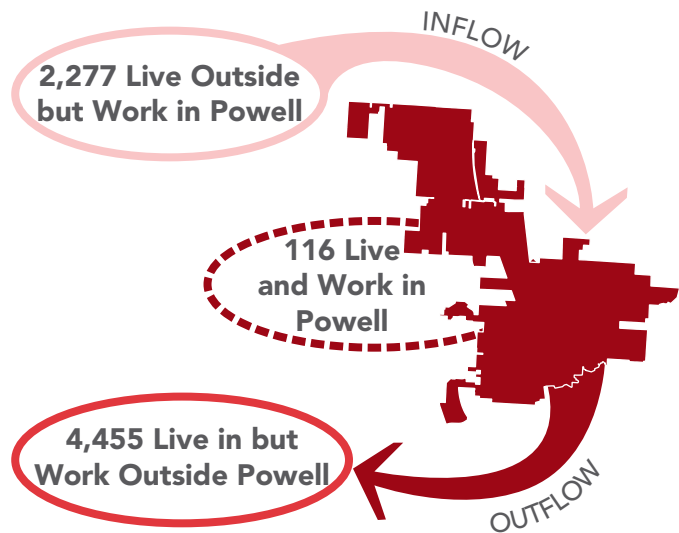 INFLOW
2,277 Live Outside
but Work in Powell
116 Live
and Work in
Powell
4,455 Live in but
Work Outside Powell
OUTFLOW